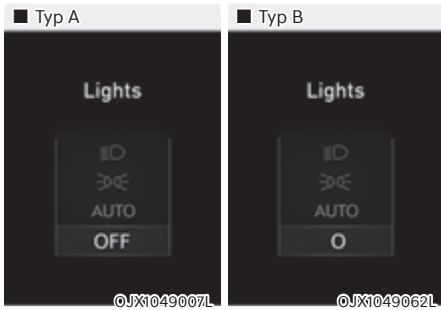 ■ Typ A
Lights
AUTO
OFF
OJX1049007L
■ Typ B
Lights
AUTO
O
OJX1049062L